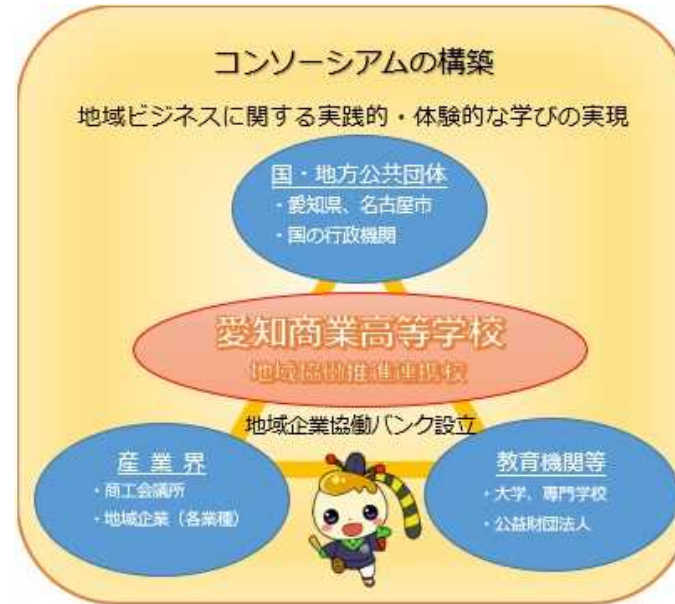 コンソーシアムの構築
地域ビジネスに関する実践的・体験的な学びの実現
国・地方公共団体
・愛知県、名古屋市
・国の行政機関
愛知商業高等学校
地域協働推進連携校
地域企業協働バンク設立
産業界
・商工会議所
・地域企業（各業種）
教育機関等
・大学、専門学校
・公益財団法人